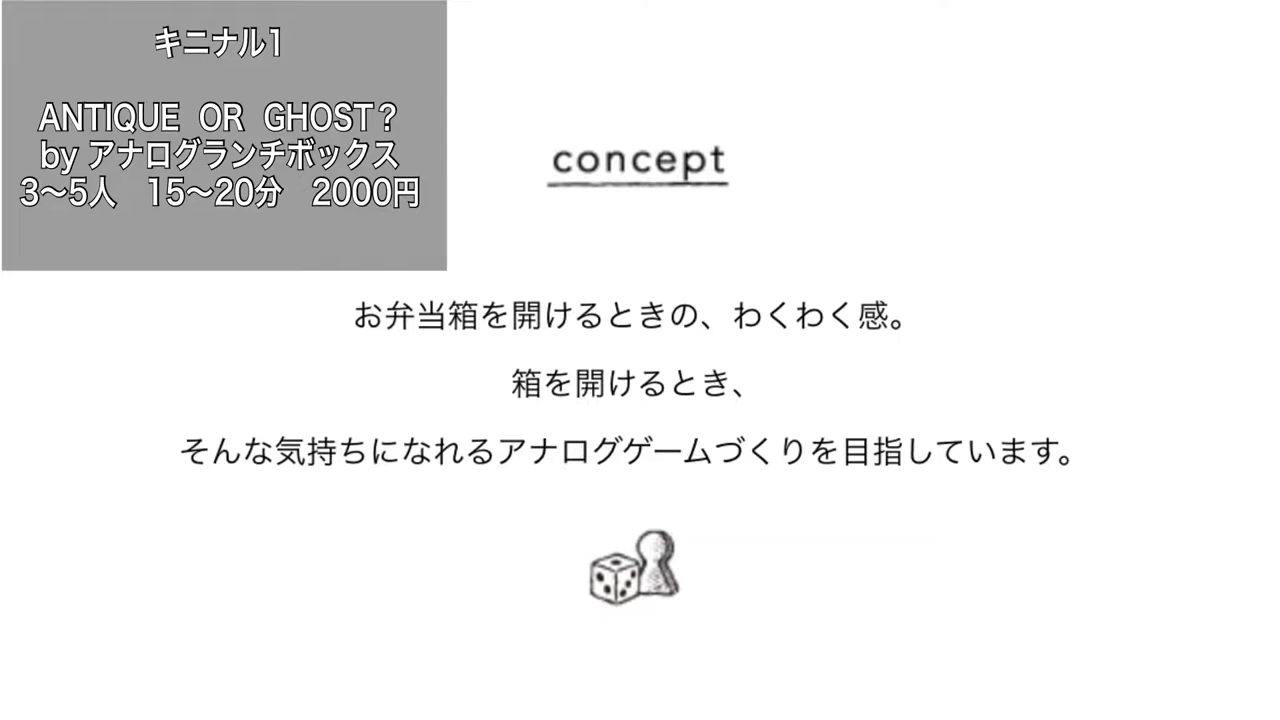 キニナル1
ANTIQUE OR GHOST?
by アナログランチボックス
3〜5人 15〜20分 2000円
concept
お弁当箱を開けるときの、わくわく感。
箱を開けるとき、
そんな気持ちになれるアナログゲームづくりを目指しています。